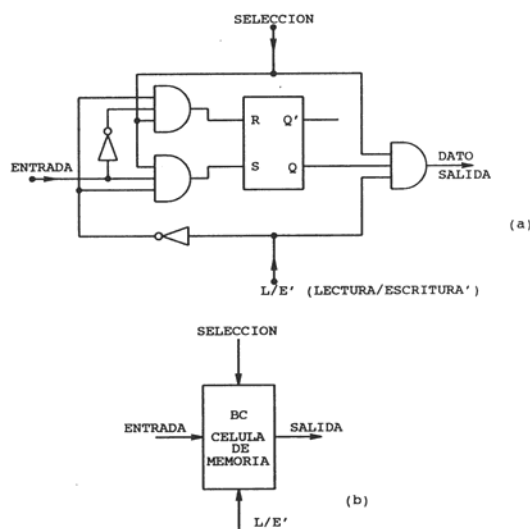 SELECCION
R Q'
ENTRADA
S Q
DATO
SALIDA
(a)
L/E' (LECTURA/ESCRITURA')
SELECCION
BC
ENTRADA CELULA SALIDA
DE
MEMORIA
(b)
L/E'